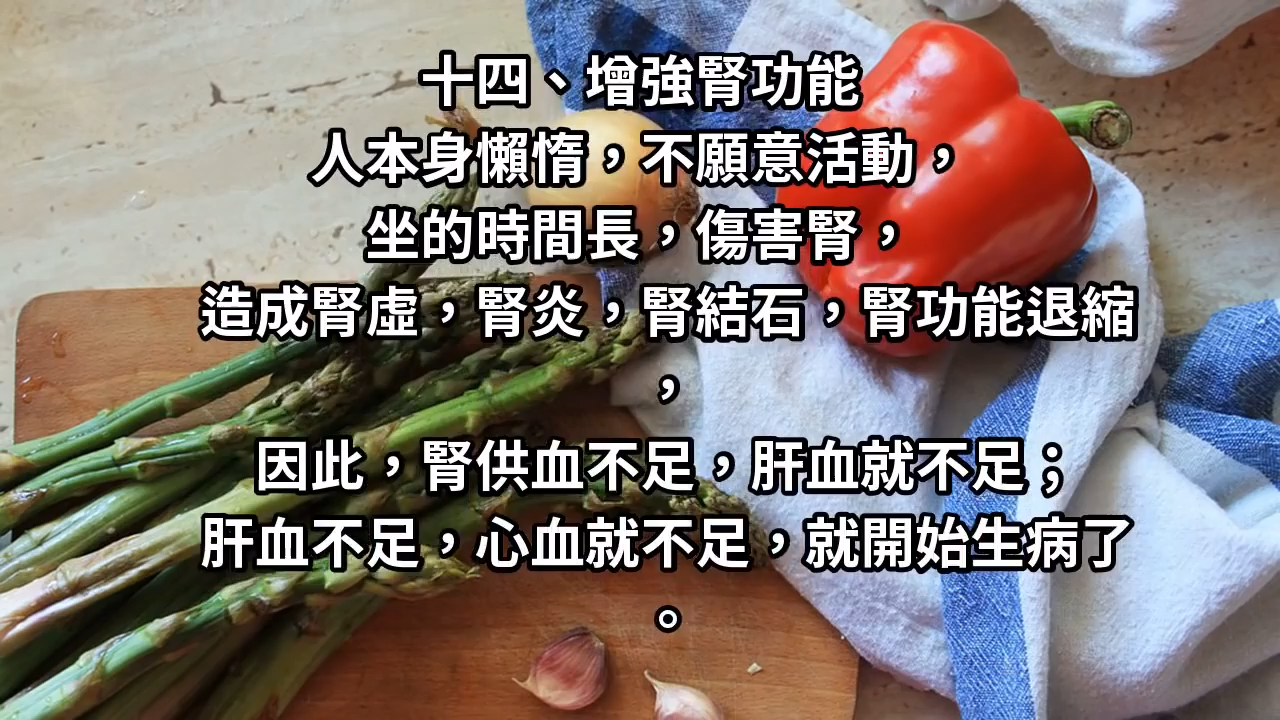 十四、增強腎功能
人本身懶惰，不願意活動，
坐的時間長，傷害腎，
造成腎虛，腎炎，腎結石，腎功能退縮
，
因此，腎供血不足，肝血就不足；
肝血不足，心血就不足，就開始生病了
。